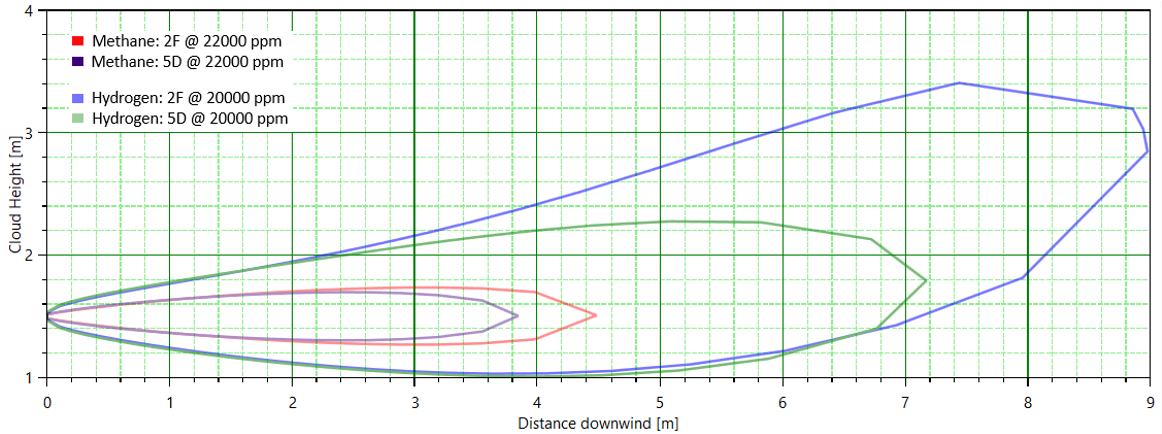 4
Methane: 2F @ 22000 ppm
Methane: 5D @ 22000 ppm
Hydrogen: 2F @ 20000 ppm
Hydrogen: 5D @ 20000 ppm
3
Cloud Height [m]
2
1
0 1 2 3 4 5 6 7 8 9
Distance downwind [m]